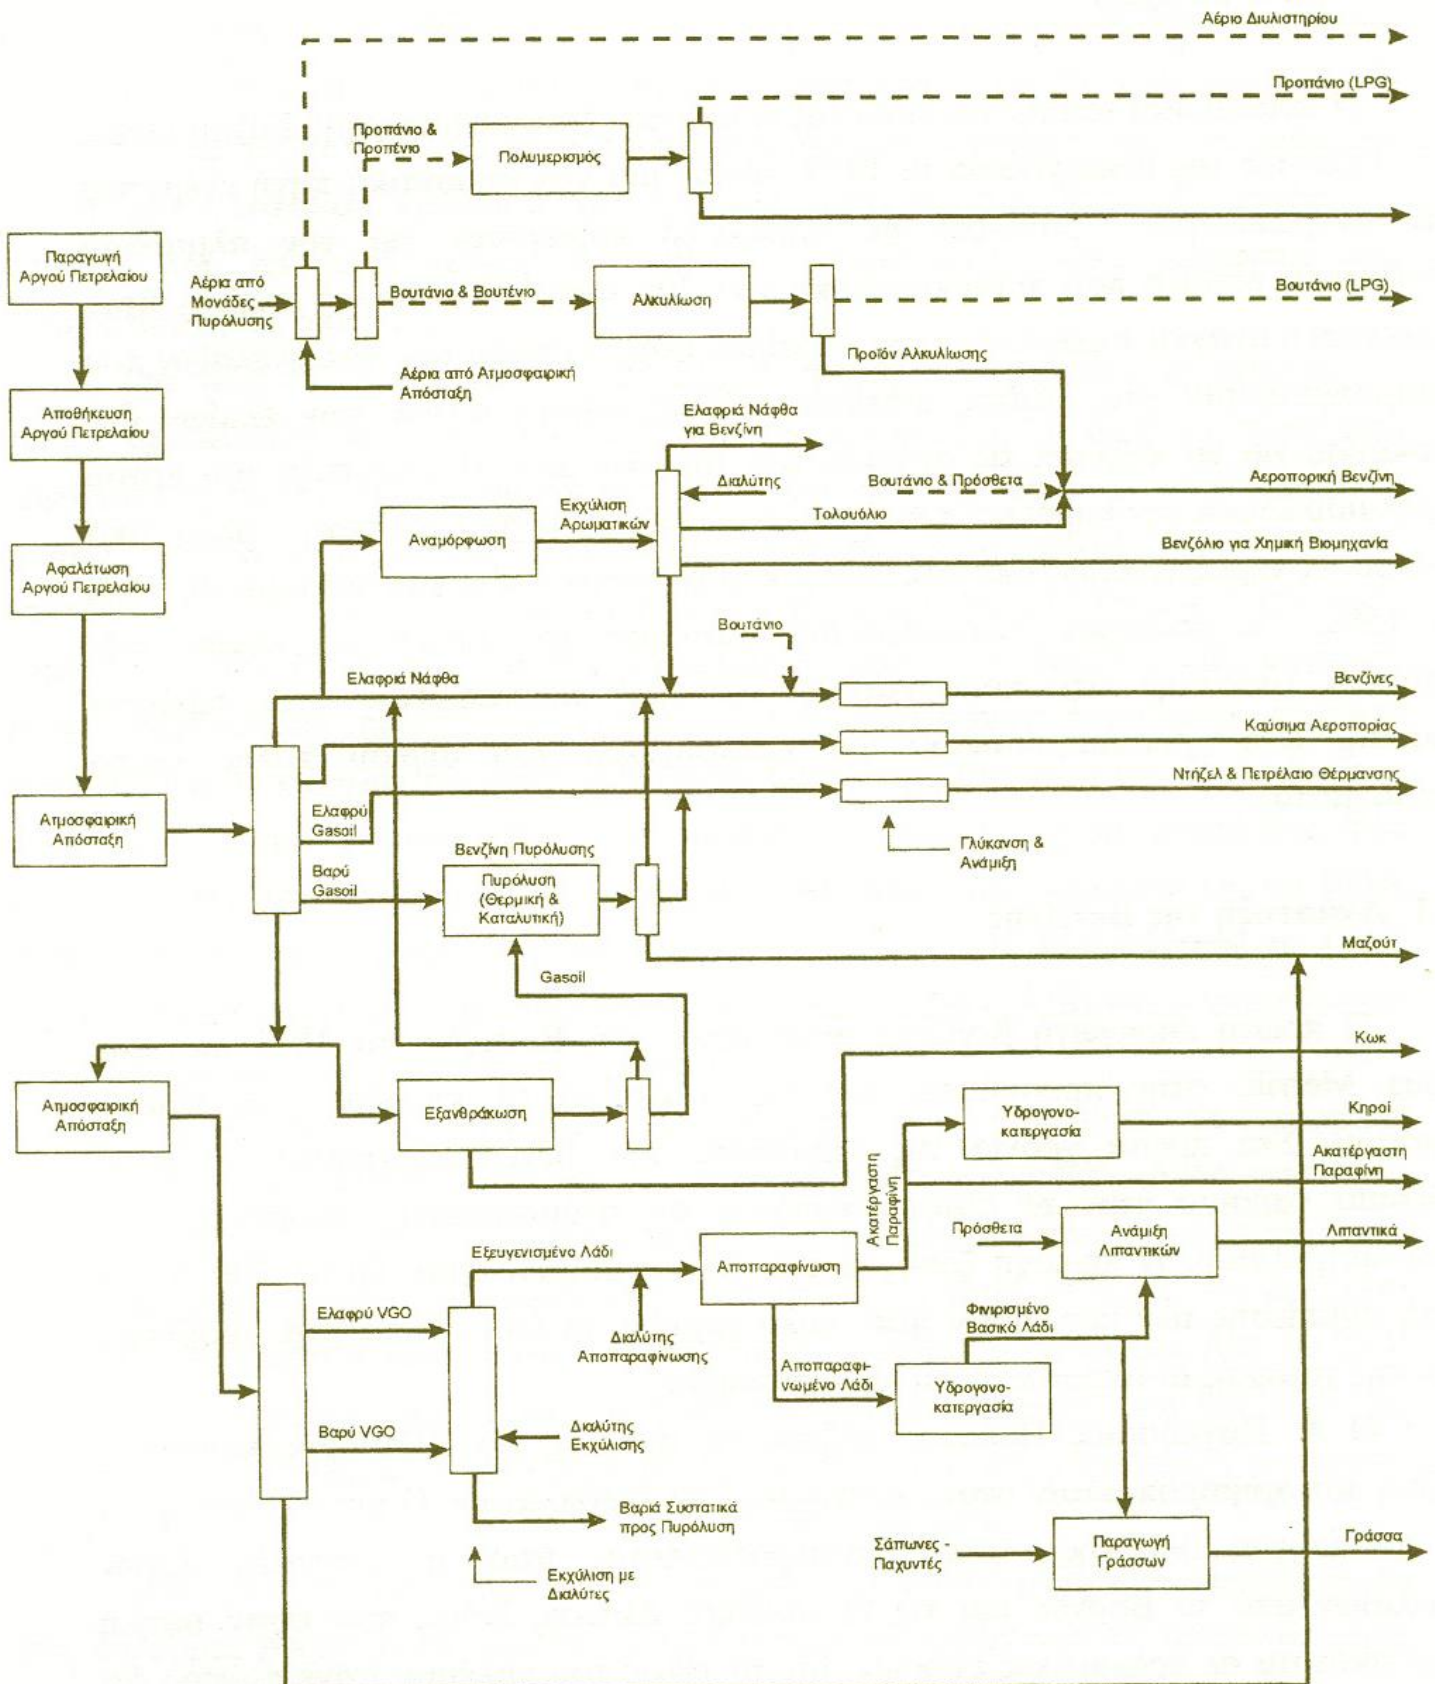 Αέριο Διυλιστηρίου
Προπάνιο (LPG)
Προπάνιο &
Προπένιο
Πολυμερισμός
Παραγωγή
Αργού Πετρελαίου
Αέρια από
Μονάδες
Πυρόλυσης
Βουτάνιο & Βουτένιο
Αλκυλίωση
Βουτάνιο (LPG)
Προϊόν Αλκυλίωσης
Αέρια από Ατμοσφαιρική
Απόσταξη
Αποθήκευση
Αργού Πετρελαίου
Ελαφριά Νάφθα
για Βενζίνη
Διαλύτης
Βουτάνιο & Πρόσθετα
Αεροπορική Βενζίνη
Εκχύλιση
Αρωματικών
Τολουόλιο
Αναμόρφωση
Βενζόλιο για Χημική Βιομηχανία
Αφαλάτωση
Αργού Πετρελαίου
Βουτάνιο
Ελαφριά Νάφθα
Βενζίνες
Καύσιμα Αεροπορίας
Ντήζελ & Πετρέλαιο Θέρμανσης
Ατμοσφαιρική
Απόσταξη
Ελαφρύ
Gasoil
Βενζίνη Πυρόλυσης
Γλύκανση &
Ανάμιξη
Βαρύ
Gasoil
Πυρόλυση
(Θερμική &
Καταλυτική)
Μαζούτ
Gasoil
Κωκ
Ατμοσφαιρική
Απόσταξη
Εξανθράκωση
Υδρογονο-
κατεργασία
Κηροί
Ακατέργαστη
Παραφίνη
Ακατέργαστη
Παραφίνη
Πρόσθετα
Ανάμιξη
Λιπαντικών
Λιπαντικά
Εξευγενισμένο Λάδι
Αποπαραφίνωση
Ελαφρύ VGO
Διαλύτης
Αποπαραφίνωσης
Φινιρισμένο
Βασικό Λάδι
Αποπαραφι-
νωμένο Λάδι
Υδρογονο-
κατεργασία
Βαρύ VGO
Διαλύτης
Εκχύλισης
Βαριά Συστατικά
προς Πυρόλυση
Σάπωνες -
Παχυντές
Παραγωγή
Γράσσων
Γράσσα
Εκχύλιση με
Διαλύτες